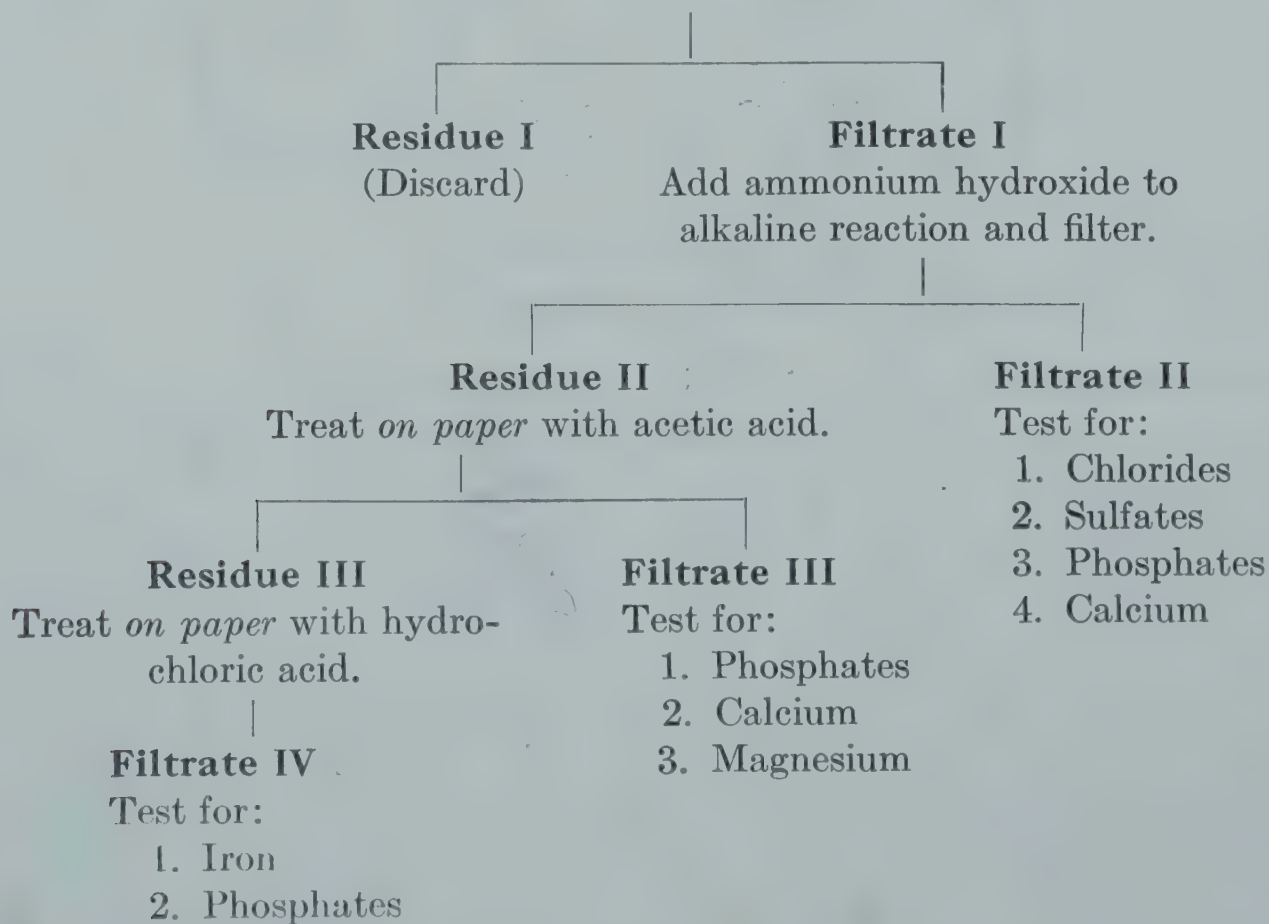 Residue I
(Discard)
Filtrate I
Add ammonium hydroxide to
alkaline reaction and filter.
Residue II
Treat on paper with acetic acid.
Filtrate II
Test for:
1. Chlorides
2. Sulfates
3. Phosphates
4. Calcium
Residue III
Treat on paper with hydro-
chloric acid.
Filtrate III
Test for:
1. Phosphates
2. Calcium
3. Magnesium
Filtrate IV
Test for:
1. Iron
2. Phosphates